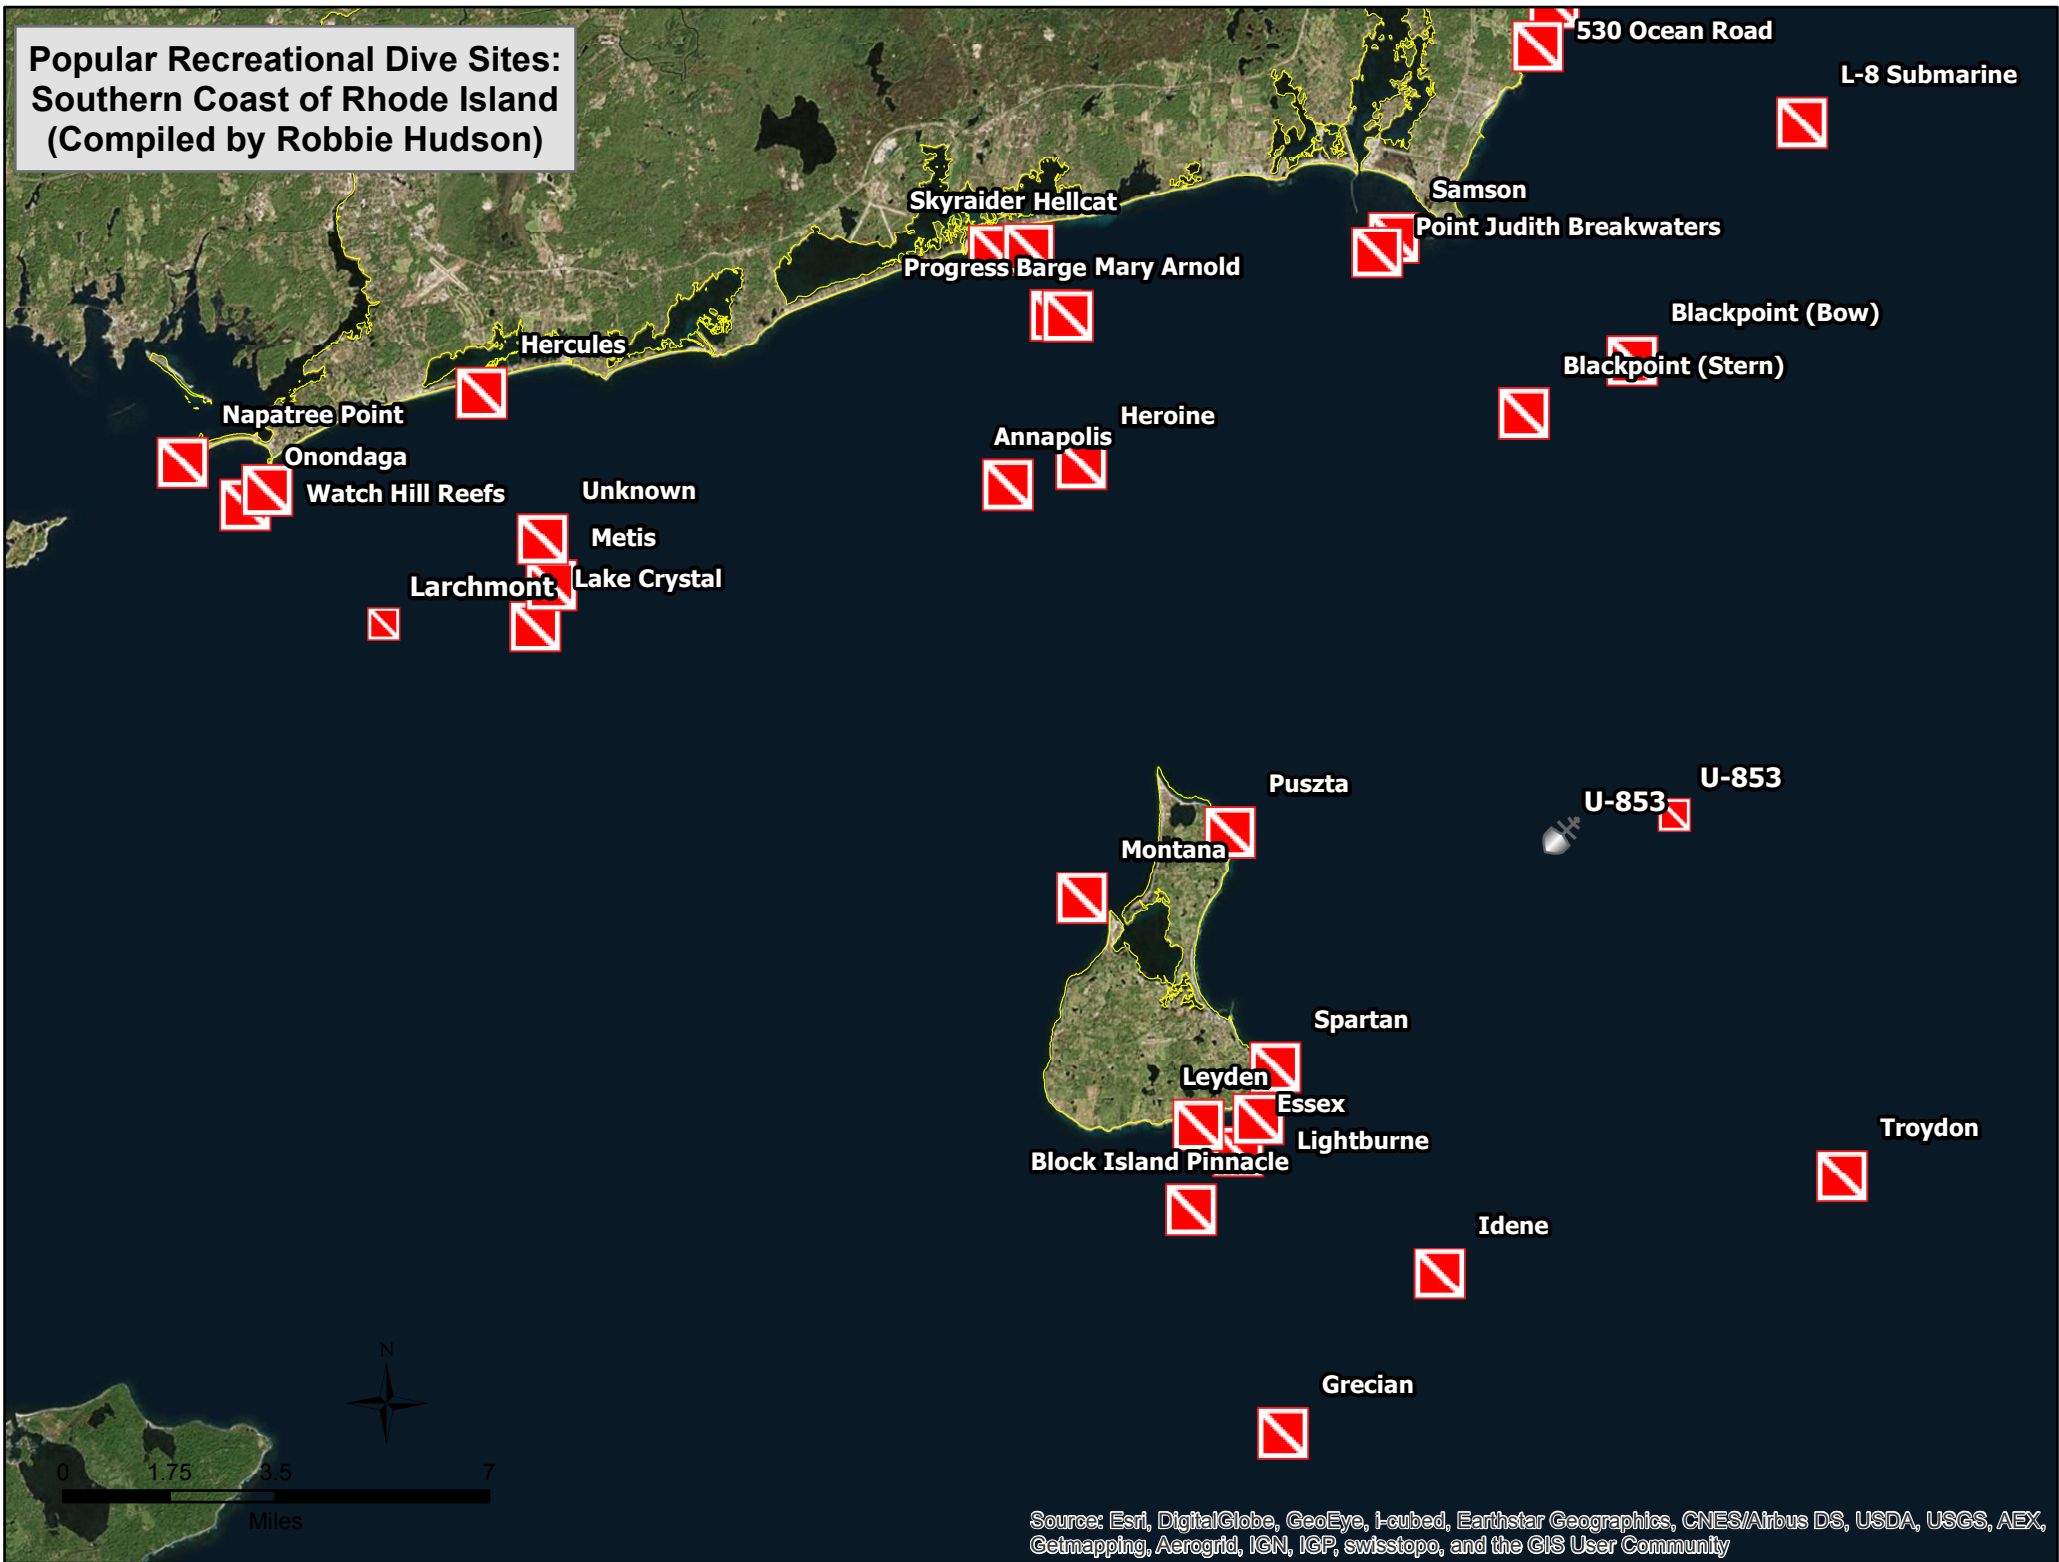 Popular Recreational Dive Sites:
Southern Coast of Rhode Island
(Compiled by Robbie Hudson)
530 Ocean Road
L-8 Submarine
Samson
Skyraider Hellcat
Point Judith Breakwaters
Progress Barge Mary Arnold
Blackpoint (Bow)
Hercules
Blackpoint (Stern)
Napatree Point
Heroine
Annapolis
Onondaga
Watch Hill Reefs
Unknown
Metis
Larchmont
Lake Crystal
U-853
Puszta
U-853
Montana
Spartan
Leyden
Essex
Troydon
Lightburne
Block Island Pinnacle
Idene
N
Grecian
0 1.75 3.5 7
Miles
Source: Esri, DigitalGlobe, GeoEye, i-cubed, Earthstar Geographics, CNES/Airbus DS, USDA, USGS, AEX,
Getmapping, Aerogrid, IGN, IGP, swisstopo, and the GIS User Community